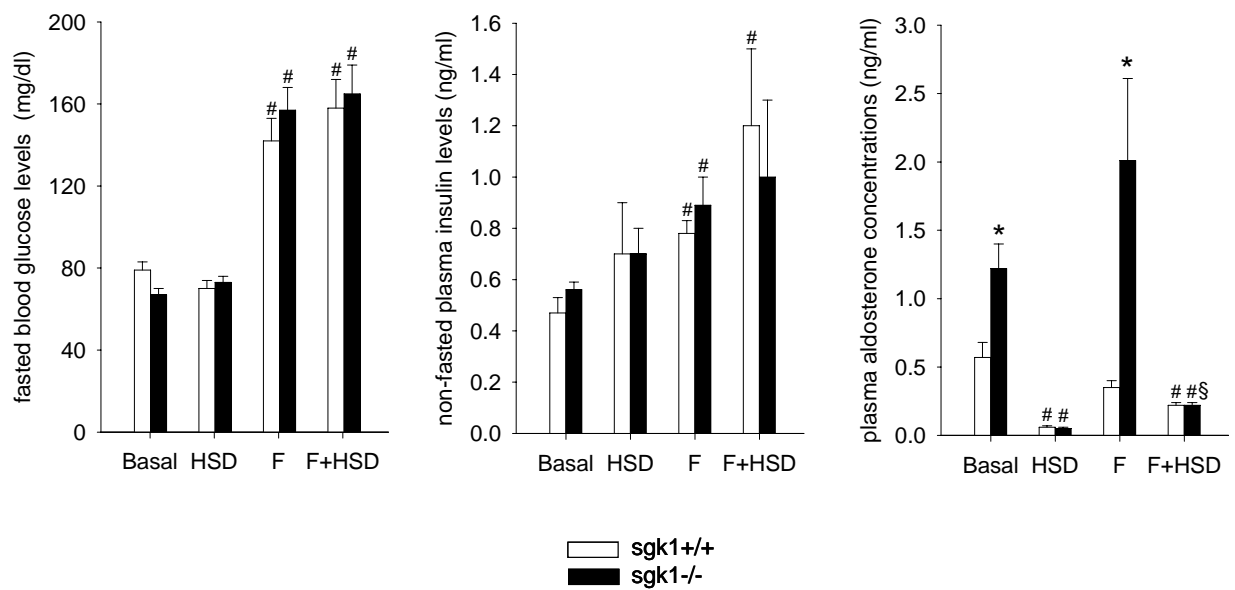 fasted blood glucose levels (mg/dl)
200
160
120
80
40
0
# # # #
Basal HSD F F+HSD
non-fasted plasma insulin levels (ng/ml)
1.6
1.4
1.2
1.0
0.8
0.6
0.4
0.2
0.0
# # #
Basal HSD F F+HSD
plasma aldosterone concentrations (ng/ml)
3.0
2.5
2.0
1.5
1.0
0.5
0.0
* # # * # #§
Basal HSD F F+HSD
sgk1+/+
sgk1-/-